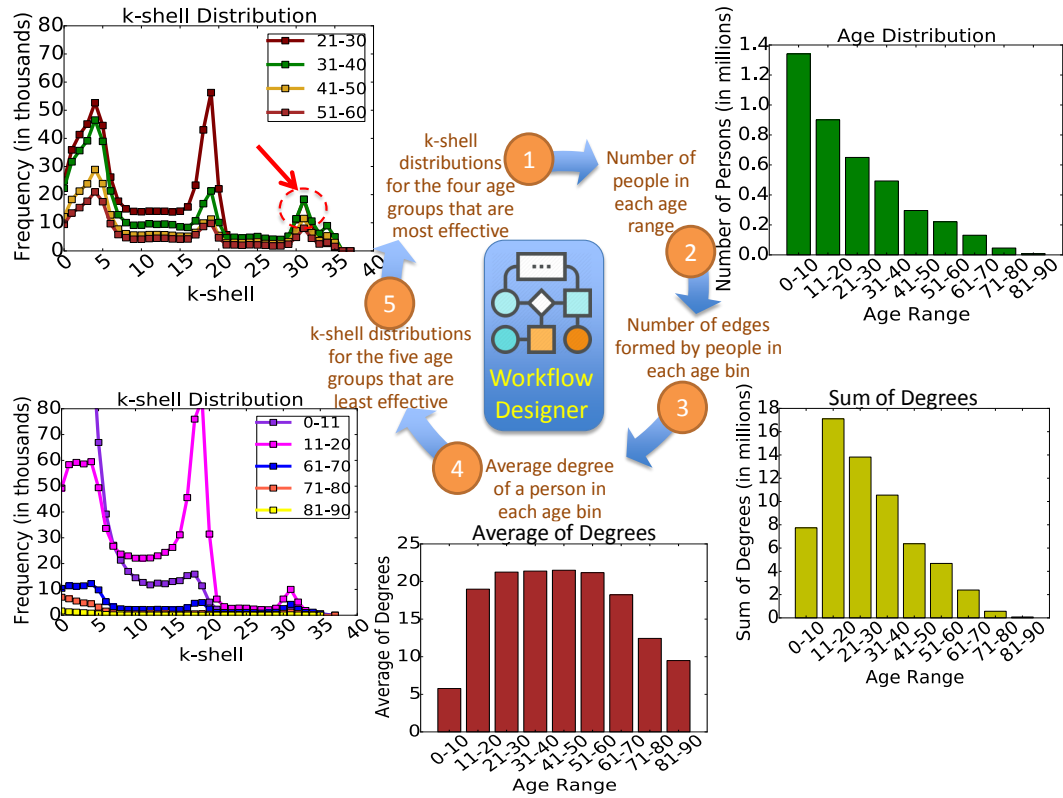 k-shell Distribution
Frequency (in thousands)
80
70
60
50
40
30
20
10
0
0 5 10 15 20 25 30 35 40
k-shell
21-30
31-40
41-50
51-60
k-shell
distributions
for the four age
groups that are
most effective
1
Number of
people in
each age
range
2
Age Distribution
Number of Persons (in millions)
1.4
1.2
1.0
0.8
0.6
0.4
0.2
0.0
0-10
11-20
21-30
31-40
41-50
51-60
61-70
71-80
81-90
Age Range
5
k-shell distributions
for the five age
groups that are
least effective
...
Workflow
Designer
Number of edges
formed by people in
each age bin
3
k-shell Distribution
Frequency (in thousands)
80
70
60
50
40
30
20
10
0
0 5 10 15 20 25 30 35 40
k-shell
0-11
11-20
61-70
71-80
81-90
4
Average degree
of a person in
each age bin
Average of Degrees
Average of Degrees
25
20
15
10
5
0
0-10
11-20
21-30
31-40
41-50
51-60
61-70
71-80
81-90
Age Range
Sum of Degrees
Sum of Degrees (in millions)
18
16
14
12
10
8
6
4
2
0
0-10
11-20
21-30
31-40
41-50
51-60
61-70
71-80
81-90
Age Range